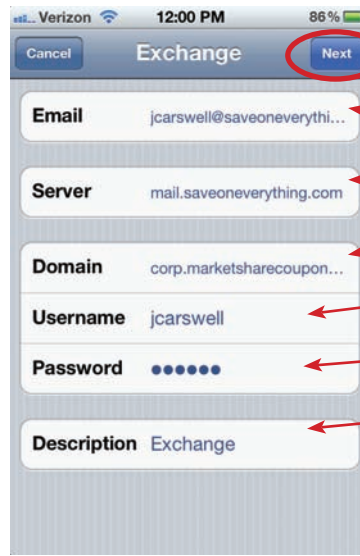 Verizon 12:00 PM 86%
Cancel Exchange Next
Email jcarswell@saveoneverythi...
Server mail.saveoneverything.com
Domain corp.marketsharecoupon...
Username jcarswell
Password ●●●●●●
Description Exchange